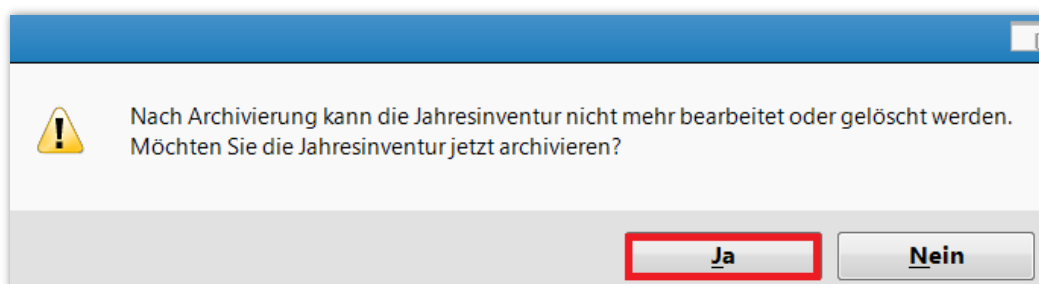 Nach Archivierung kann die Jahresinventur nicht mehr bearbeitet oder gelöscht werden.
Möchten Sie die Jahresinventur jetzt archivieren?
Ja
Nein